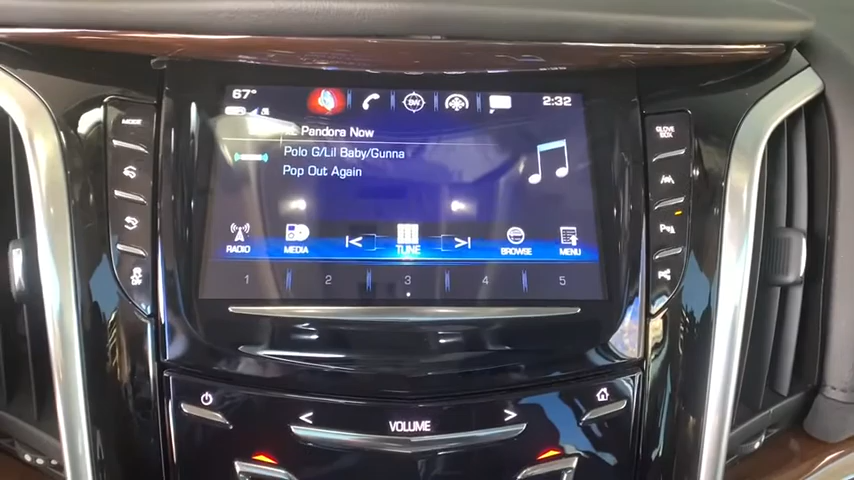 67°
2:32
MODE
GLOVE
BOX
Pandora Now
Polo G/Lil Baby/Gunna
Pop Out Again
RADIO
MEDIA
TUNE
BROWSE
MENU
1 2 3 4 5
OFF
< VOLUME >